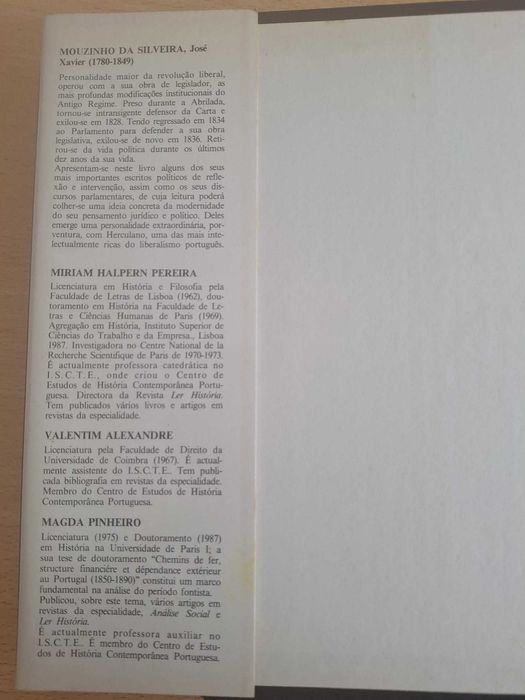 MOUZINHO DA SILVEIRA, José
Xavier (1780-1849)
Personalidade maior da revolução liberal,
operou com a sua obra de legislador, as
mais profundas modificações institucionais do
Antigo Regime. Preso durante a Abrilada,
tornou-se intransigente defensor da Carta e
exilou-se em 1828. Tendo regressado em 1834
ao Parlamento para defender a sua obra
legislativa, exilou-se de novo em 1836. Reti-
rou-se da vida política durante os últimos
dez anos da sua vida.
Apresentam-se neste livro alguns dos seus
mais importantes escritos políticos de refle-
xão e intervenção, assim como os seus dis-
cursos parlamentares, de cuja leitura poderá
colher-se uma ideia concreta da modernidade
do seu pensamento jurídico e político. Deles
emerge uma personalidade extraordinária, por-
ventura, com Herculano, uma das mais inte-
lectualmente ricas do liberalismo português.
MIRIAM HALPERN PEREIRA
Licenciatura em História e Filosofia pela
Faculdade de Letras de Lisboa (1962), dou-
toramento em História na Faculdade de Le-
tras e Ciências Humanas de Paris (1969).
Agregação em História, Instituto Superior de
Ciências do Trabalho e da Empresa., Lisboa
1987. Investigadora no Centre National de la
Recherche Scientifique de Paris de 1970-1973.
É actualmente professora catedrática no
I.S.C.T.E., onde criou o Centro de
Estudos de História Contemporânea Portu-
guesa. Directora da Revista Ler História.
Tem publicados vários livros e artigos em
revistas da especialidade.
VALENTIM ALEXANDRE
Licenciatura pela Faculdade de Direito da
Universidade de Coimbra (1967). É actual-
mente assistente do I.S.C.T.E.. Tem publi-
cada bibliografia em revistas da especialidade.
Membro do Centro de Estudos de História
Contemporânea Portuguesa.
MAGDA PINHEIRO
Licenciatura (1975) e Doutoramento (1987)
em História na Universidade de Paris I; a
sua tese de doutoramento "Chemins de fer,
structure financiére et dépendance extérieur
au Portugal (1850-1890)" constitui um marco
fundamental na análise do período fontista.
Publicou, sobre este tema, vários artigos em
revistas da especialidade, Análise Social e
Ler História.
É actualmente professora auxiliar no
I.S.C.T.E.. É membro do Centro de Estu-
dos de História Contemporânea Portuguesa.